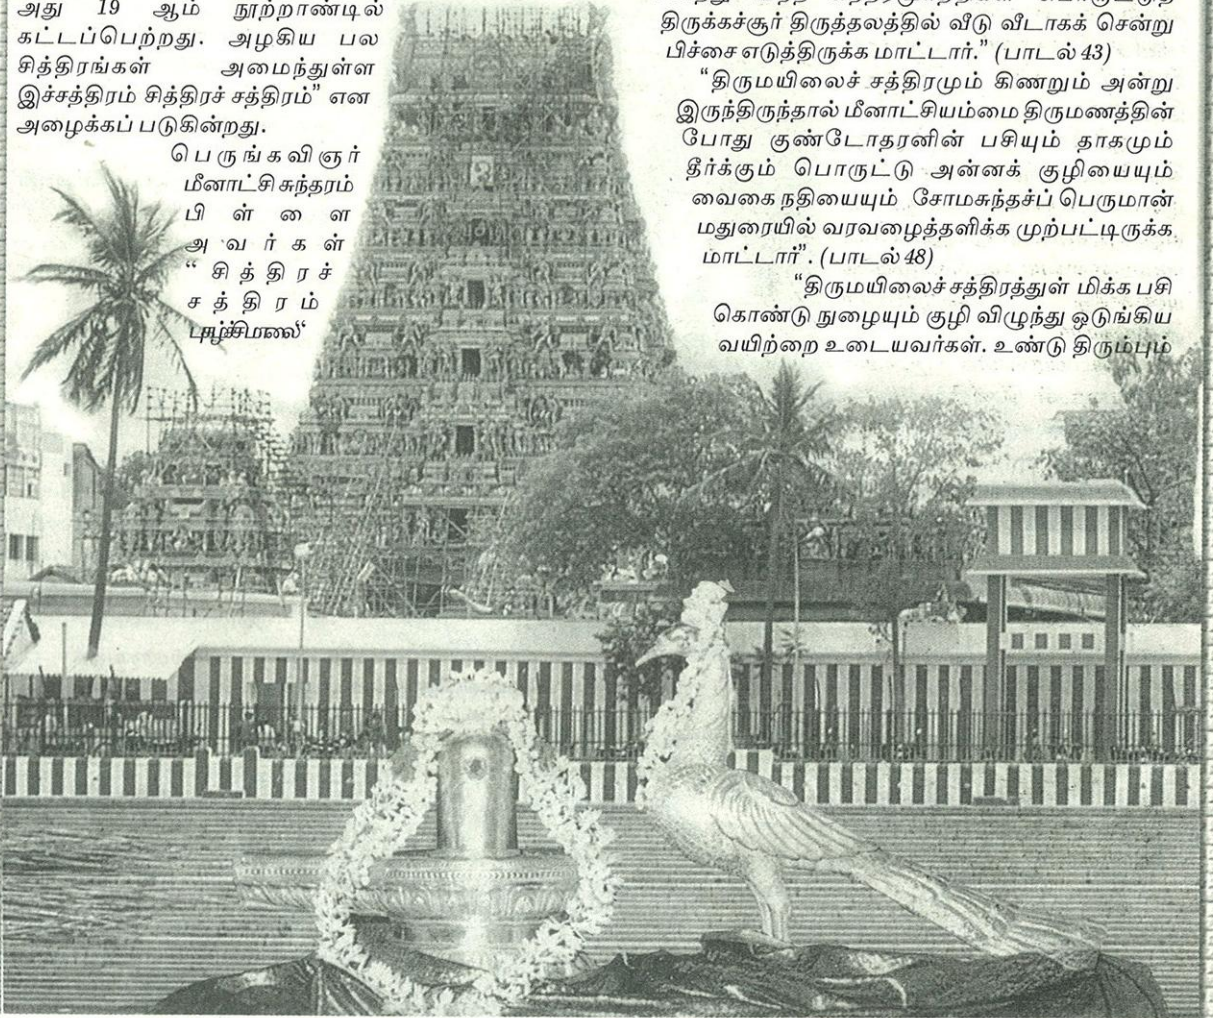 அது 19 ஆம் நூற்றாண்டில்
கட்டப்பெற்றது. அழகிய பல
சித்திரங்கள் அமைந்துள்ள
இச்சத்திரம் சித்திரச் சத்திரம்” என
அழைக்கப் படுகின்றது.
பெருங்கவிஞர்
மீனாட்சிசுந்தரம்
பிள்ளை
அவர்கள்
“சித்திரச்
சத்திரம்
திருக்கச்சூர் திருத்தலத்தில் வீடு வீடாகக் சென்று
பிச்சை எடுத்திருக்க மாட்டார்.” (பாடல் 43)
“திருமயிலைச் சத்திரமும் கிணறும் அன்று
இருந்திருந்தால் மீனாட்சியம்மை திருமணத்தின்
போது குண்டோதரனின் பசியும் தாகமும்
தீர்க்கும் பொருட்டு அன்னக் குழியையும்
வைகை நதியையும் சோமசுந்தச்ப் பெருமான்
மதுரையில் வரவழைத்தளிக்க முற்பட்டிருக்க
மாட்டார்”. (பாடல் 48)
“திருமயிலைச் சத்திரத்துள் மிக்க பசி
கொண்டு நுழையும் குழி விழுந்து ஒடுங்கிய
வயிற்றை உடையவர்கள். உண்டு திரும்பும்